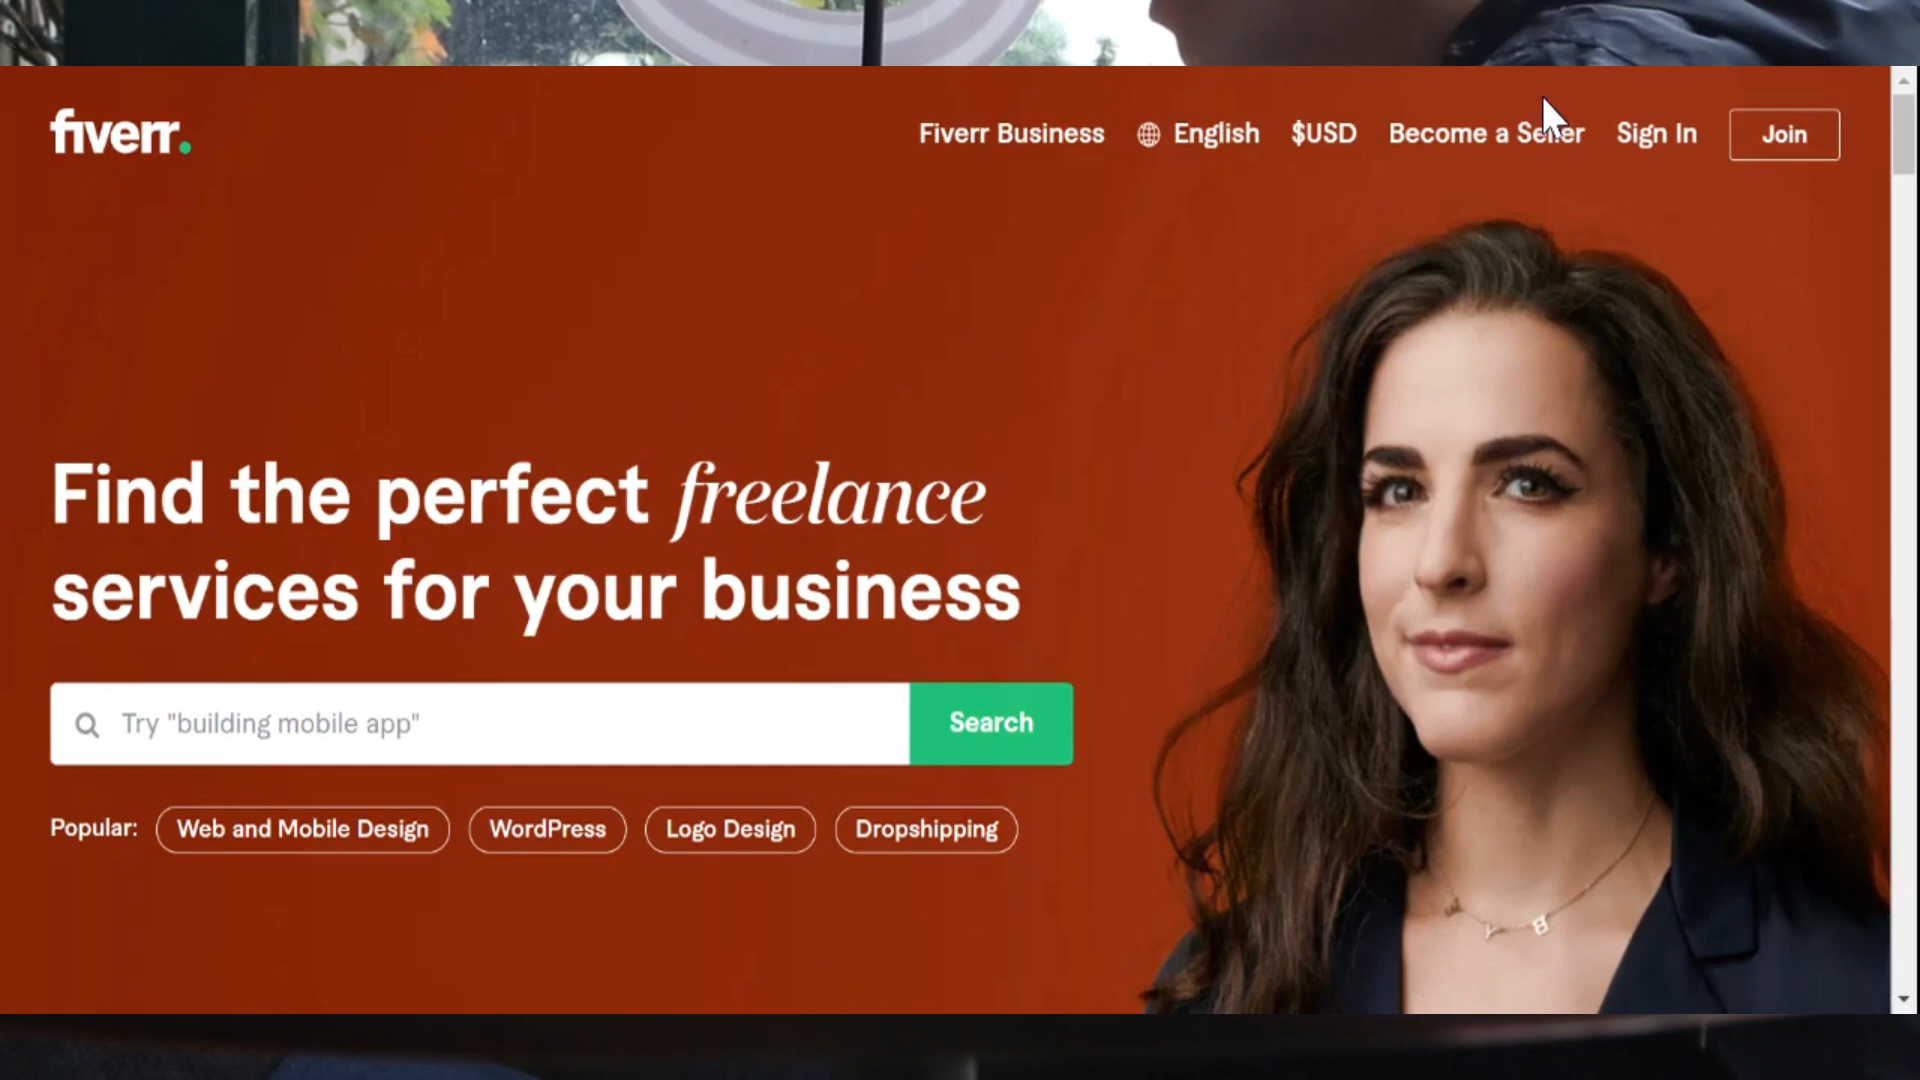 fiverr.
Fiverr Business
English
$USD
Become a Seller
Sign In
Join
Find the perfect freelance
services for your business
Try "building mobile app"
Search
Popular:
Web and Mobile Design
WordPress
Logo Design
Dropshipping